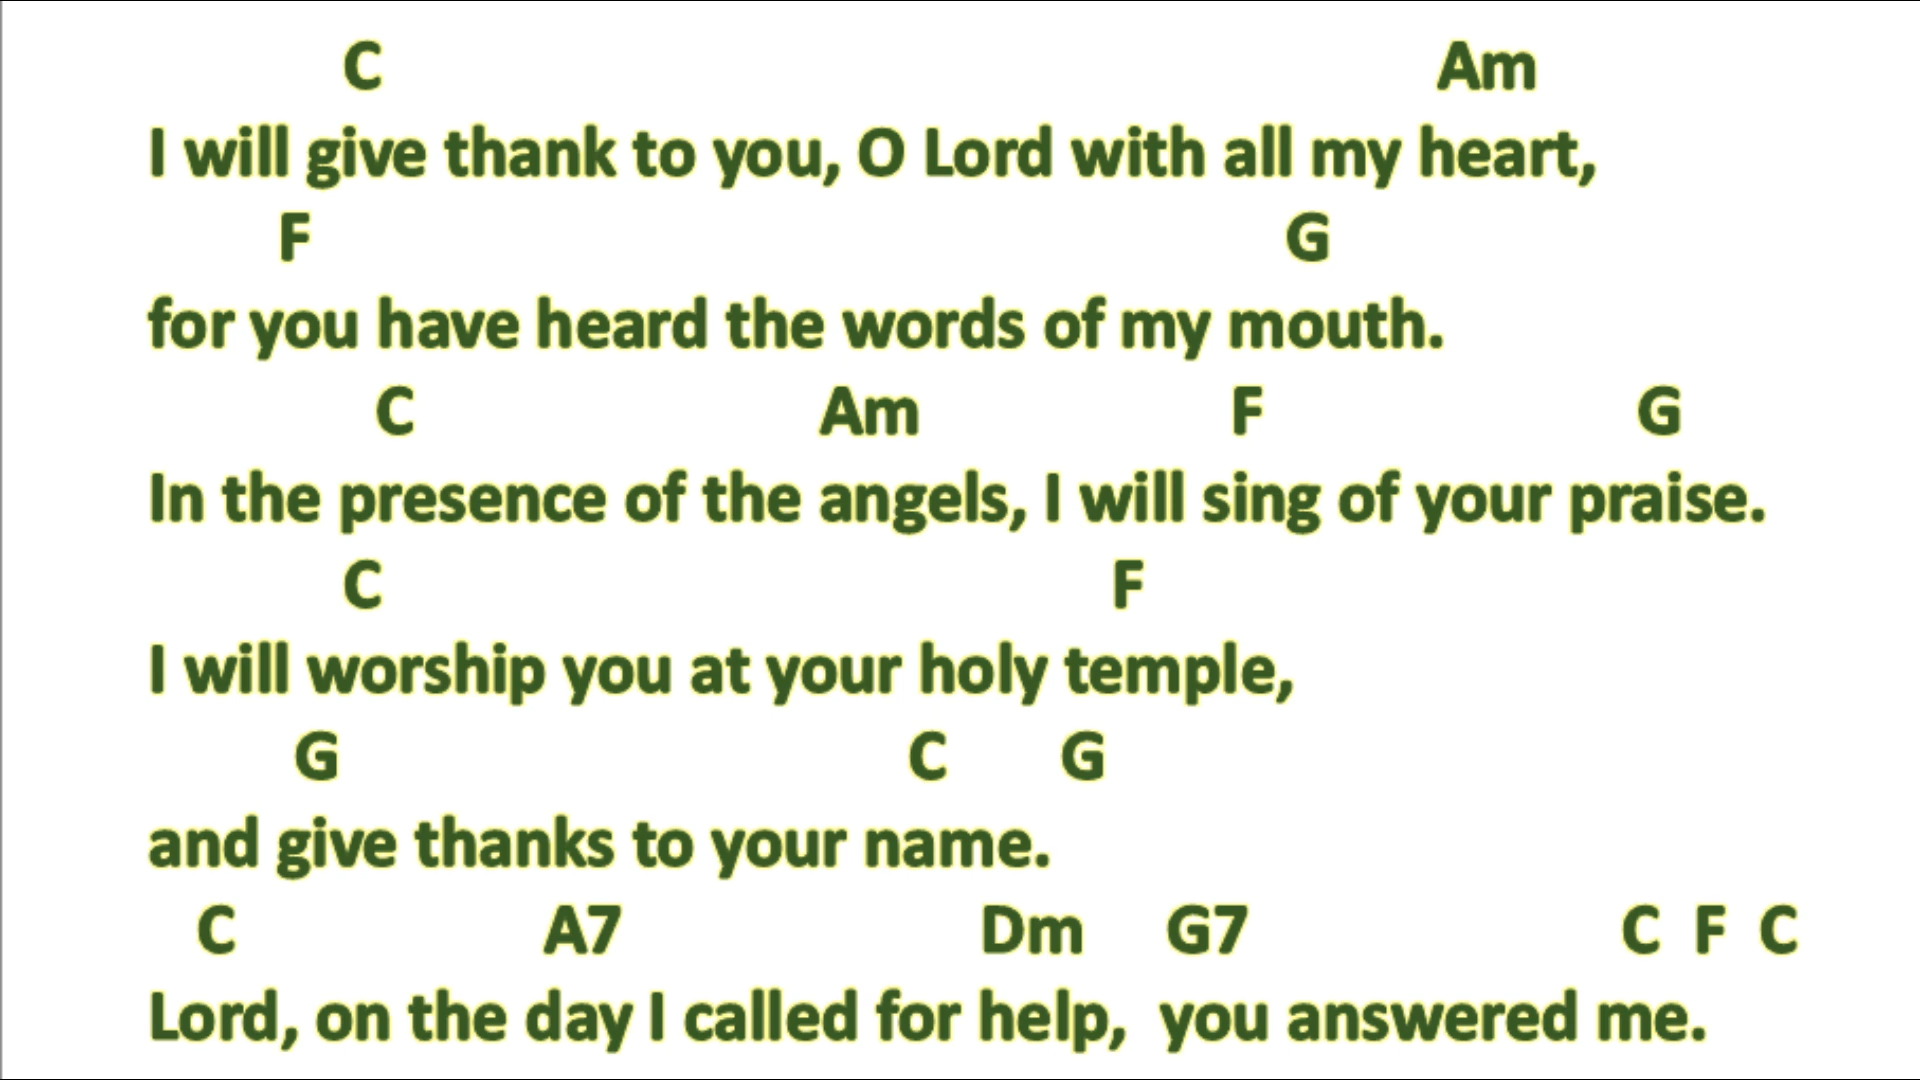 C Am
I will give thank to you, O Lord with all my heart,
F G
for you have heard the words of my mouth.
C Am F G
In the presence of the angels, I will sing of your praise.
C F
I will worship you at your holy temple,
G C G
and give thanks to your name.
C A7 Dm G7 C F C
Lord, on the day I called for help, you answered me.